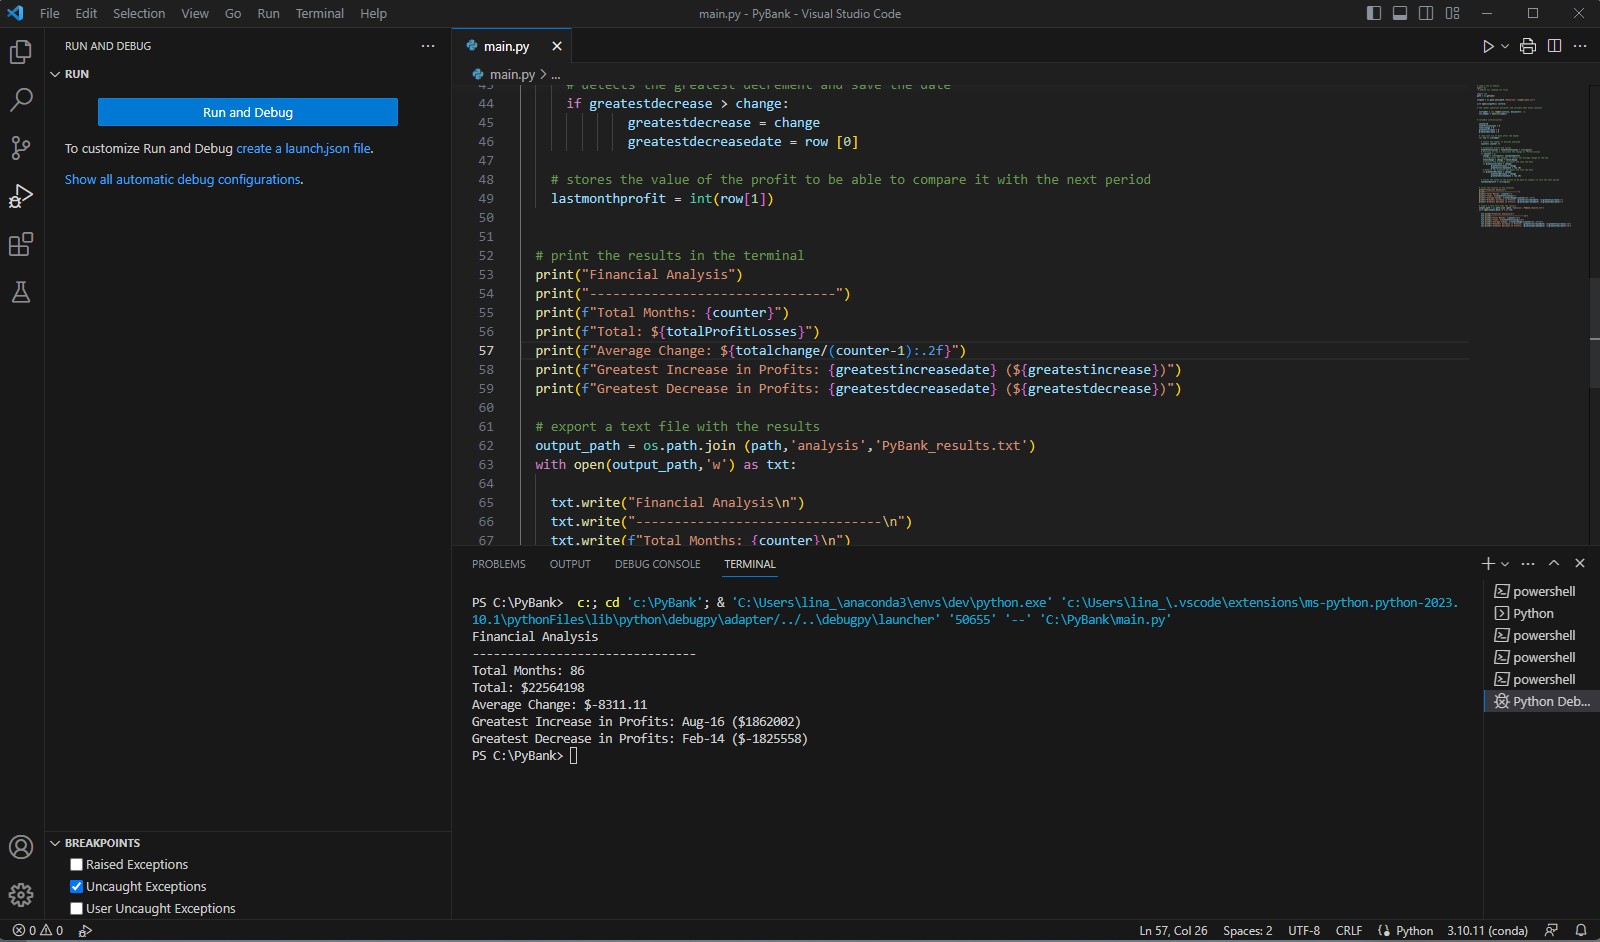 File Edit Selection View Go Run Terminal Help
main.py - PyBank - Visual Studio Code
RUN AND DEBUG
RUN
Run and Debug
To customize Run and Debug create a launch.json file.
Show all automatic debug configurations.
main.py
main.py > ...
43 # detects the greatest decrement and save the date
44 if greatestdecrease > change:
45 greatestdecrease = change
46 greatestdecreasedate = row [0]
47
48 # stores the value of the profit to be able to compare it with the next period
49 lastmonthprofit = int(row[1])
50
51
52 # print the results in the terminal
53 print("Financial Analysis")
54 print("--------------------------------")
55 print(f"Total Months: {counter}")
56 print(f"Total: ${totalProfitLosses}")
57 print(f"Average Change: ${totalchange/(counter-1):.2f}")
58 print(f"Greatest Increase in Profits: {greatestincreasedate} (${greatestincrease})")
59 print(f"Greatest Decrease in Profits: {greatestdecreasedate} (${greatestdecrease})")
60
61 # export a text file with the results
62 output_path = os.path.join (path,'analysis','PyBank_results.txt')
63 with open(output_path,'w') as txt:
64
65 txt.write("Financial Analysis\n")
66 txt.write("--------------------------------\n")
67 txt.write(f"Total Months: {counter}\n")
PROBLEMS OUTPUT DEBUG CONSOLE TERMINAL
PS C:\PyBank> c:; cd 'c:\PyBank'; & 'C:\Users\lina_\anaconda3\envs\dev\python.exe' 'c:\Users\lina_\.vscode\extensions\ms-python.python-2023.
10.1\pythonFiles\lib\python\debugpy\adapter/../..\debugpy\launcher' '50655' '--' 'C:\PyBank\main.py'
Financial Analysis
--------------------------------
Total Months: 86
Total: $22564198
Average Change: $-8311.11
Greatest Increase in Profits: Aug-16 ($1862002)
Greatest Decrease in Profits: Feb-14 ($-1825558)
PS C:\PyBank>
powershell
Python
powershell
powershell
powershell
Python Deb...
BREAKPOINTS
Raised Exceptions
Uncaught Exceptions
User Uncaught Exceptions
0 0
Ln 57, Col 26 Spaces: 2 UTF-8 CRLF Python 3.10.11 (conda)